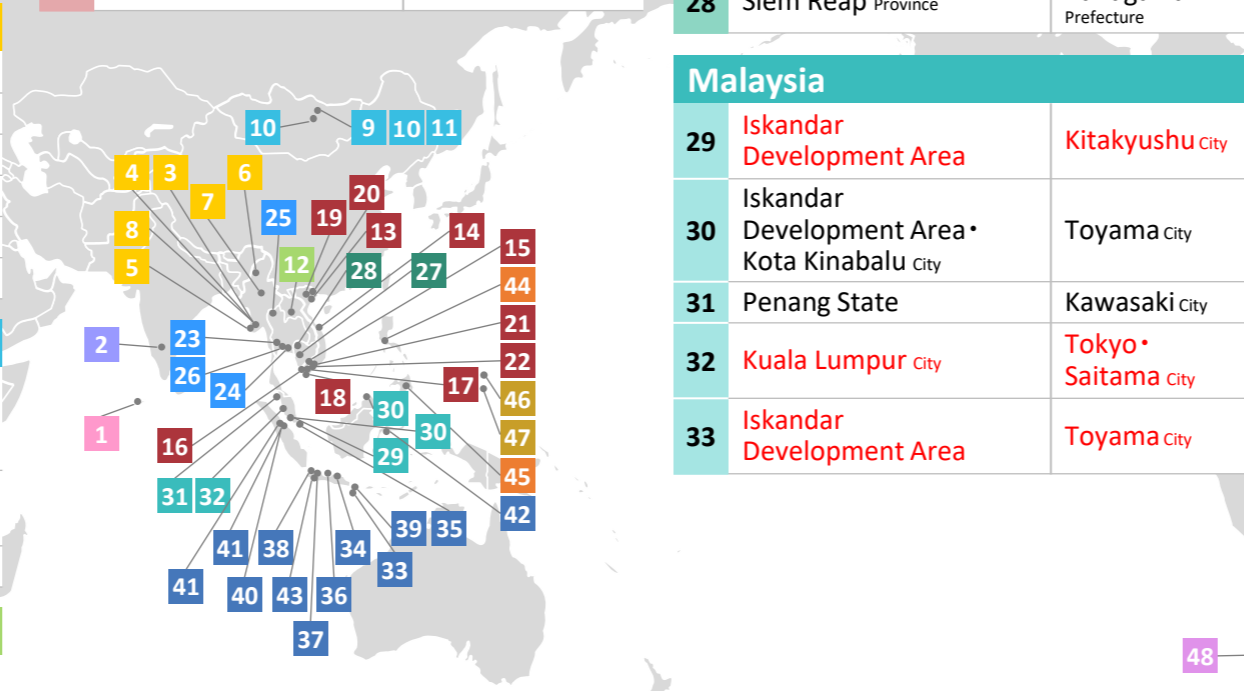 28 Siem Reap Province
Prefecture
Malaysia
29 Iskandar Development Area Kitakyushu City
30 Iskandar Development Area・ Kota Kinabalu City Toyama City
31 Penang State Kawasaki City
32 Kuala Lumpur City Tokyo・ Saitama City
33 Iskandar Development Area Toyama City
10 9 10 11
4 3 6
7 20
25 19 13 14
8 15
5 12 28 27
44
2 23 21
26 22
24 18 17 46
1 30
16 30 47
29
31 32 45
42
41 38 34 39 35
41 40 43 36 33
37
48